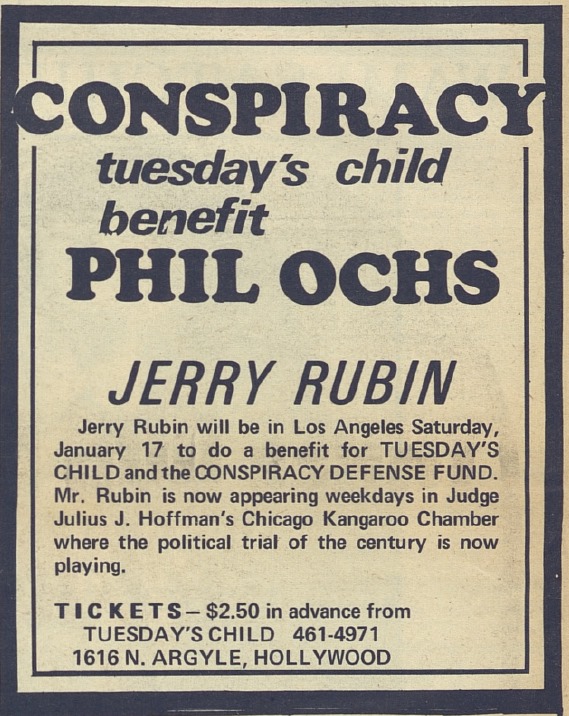 CONSPIRACY
tuesday's child
benefit
PHIL OCHS
JERRY RUBIN
Jerry Rubin will be in Los Angeles Saturday,
January 17 to do a benefit for TUESDAY'S
CHILD and the CONSPIRACY DEFENSE FUND.
Mr. Rubin is now appearing weekdays in Judge
Julius J. Hoffman's Chicago Kangaroo Chamber
where the political trial of the century is now
playing.
TICKETS – $2.50 in advance from
TUESDAY'S CHILD 461-4971
1616 N. ARGYLE, HOLLYWOOD